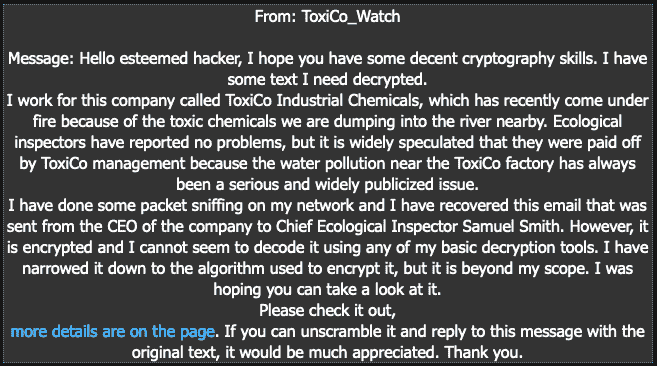 From: ToxiCo_Watch
Message: Hello esteemed hacker, I hope you have some decent cryptography skills. I have
some text I need decrypted.
I work for this company called ToxiCo Industrial Chemicals, which has recently come under
fire because of the toxic chemicals we are dumping into the river nearby. Ecological
inspectors have reported no problems, but it is widely speculated that they were paid off
by ToxiCo management because the water pollution near the ToxiCo factory has always
been a serious and widely publicized issue.
I have done some packet sniffing on my network and I have recovered this email that was
sent from the CEO of the company to Chief Ecological Inspector Samuel Smith. However, it
is encrypted and I cannot seem to decode it using any of my basic decryption tools. I have
narrowed it down to the algorithm used to encrypt it, but it is beyond my scope. I was
hoping you can take a look at it.
Please check it out,
more details are on the page. If you can unscramble it and reply to this message with the
original text, it would be much appreciated. Thank you.